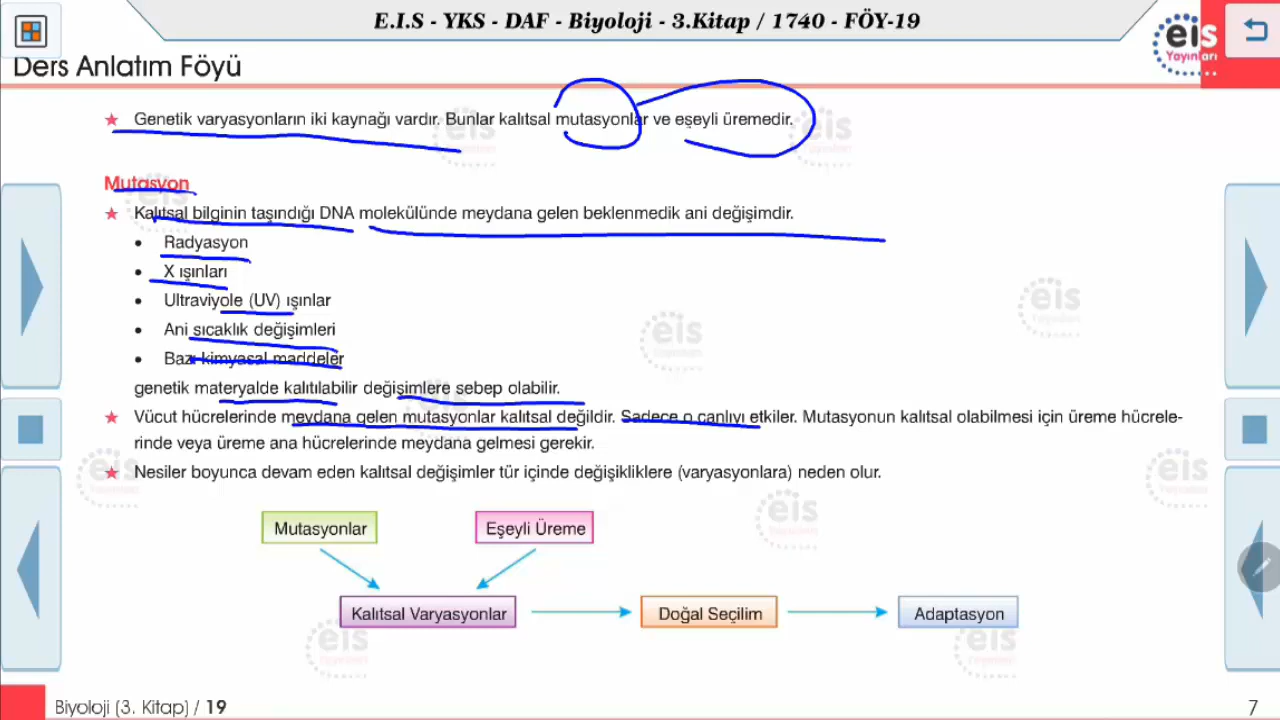 E.I.S - YKS - DAF - Biyoloji - 3.Kitap / 1740 - FÖY-19
eis
Yayınları
Ders Anlatım Föyü
★ Genetik varyasyonların iki kaynağı vardır. Bunlar kalıtsal mutasyonlar ve eşeyli üremedir.
Mutasyon
★ Kalıtsal bilginin taşındığı DNA molekülünde meydana gelen beklenmedik ani değişimdir.
• Radyasyon
• X ışınları
• Ultraviyole (UV) ışınlar
• Ani sıcaklık değişimleri
• Bazı kimyasal maddeler
genetik materyalde kalıtılabilir değişimlere sebep olabilir.
★ Vücut hücrelerinde meydana gelen mutasyonlar kalıtsal değildir. Sadece o canlıyı etkiler. Mutasyonun kalıtsal olabilmesi için üreme hücrele-
rinde veya üreme ana hücrelerinde meydana gelmesi gerekir.
★ Nesiler boyunca devam eden kalıtsal değişimler tür içinde değişikliklere (varyasyonlara) neden olur.
Mutasyonlar
Eşeyli Üreme
Kalıtsal Varyasyonlar
Doğal Seçilim
Adaptasyon
Biyoloji (3. Kitap) / 19
7